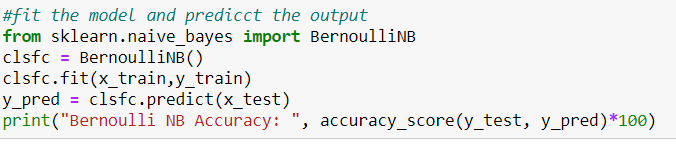 #fit the model and predicct the output
from sklearn.naive_bayes import BernoulliNB
clsfc = BernoulliNB()
clsfc.fit(x_train,y_train)
y_pred = clsfc.predict(x_test)
print("Bernoulli NB Accuracy: ", accuracy_score(y_test, y_pred)*100)